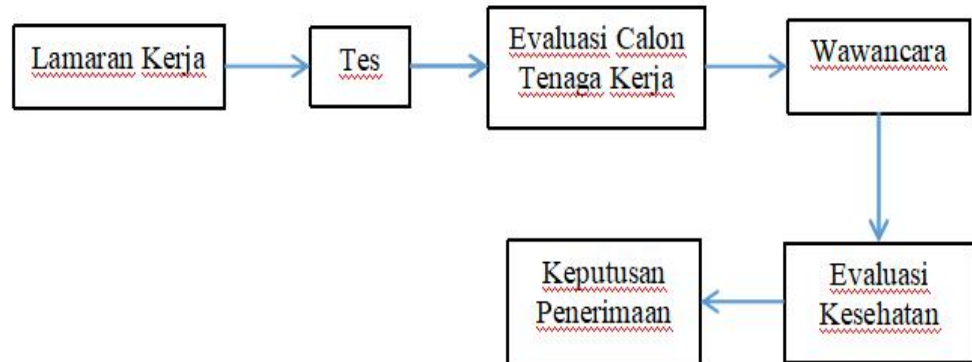 Lamaran Kerja
Tes
Evaluasi Calon
Tenaga Kerja
Wawancara
Evaluasi
Kesehatan
Keputusan
Penerimaan